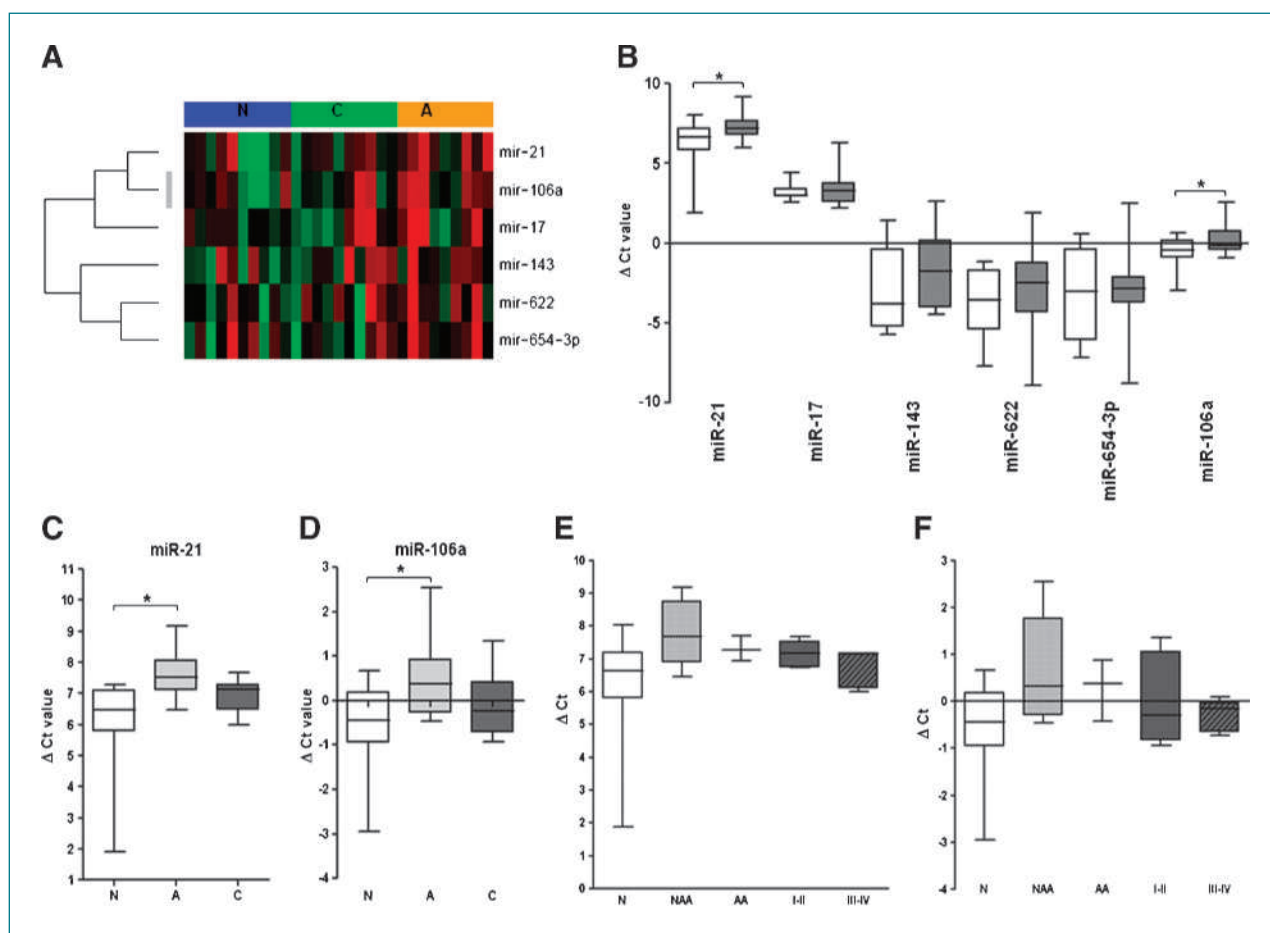 A
N C A
mir-21
mir-106a
mir-17
mir-143
mir-622
mir-654-3p
B
Δ Ct value
10
5
0
-5
-10
*
*
miR-21
miR-17
miR-143
miR-622
miR-654-3p
miR-106a
C
miR-21
Δ Ct value
11
10
9
8
7
6
5
4
3
2
1
*
N A C
D
miR-106a
Δ Ct value
3
2
1
0
-1
-2
-3
-4
*
N A C
E
Δ Ct
10
9
8
7
6
5
4
3
2
1
0
N NAA AA I-II III-IV
F
Δ Ct
3
2
1
0
-1
-2
-3
-4
N NAA AA I-II III-IV